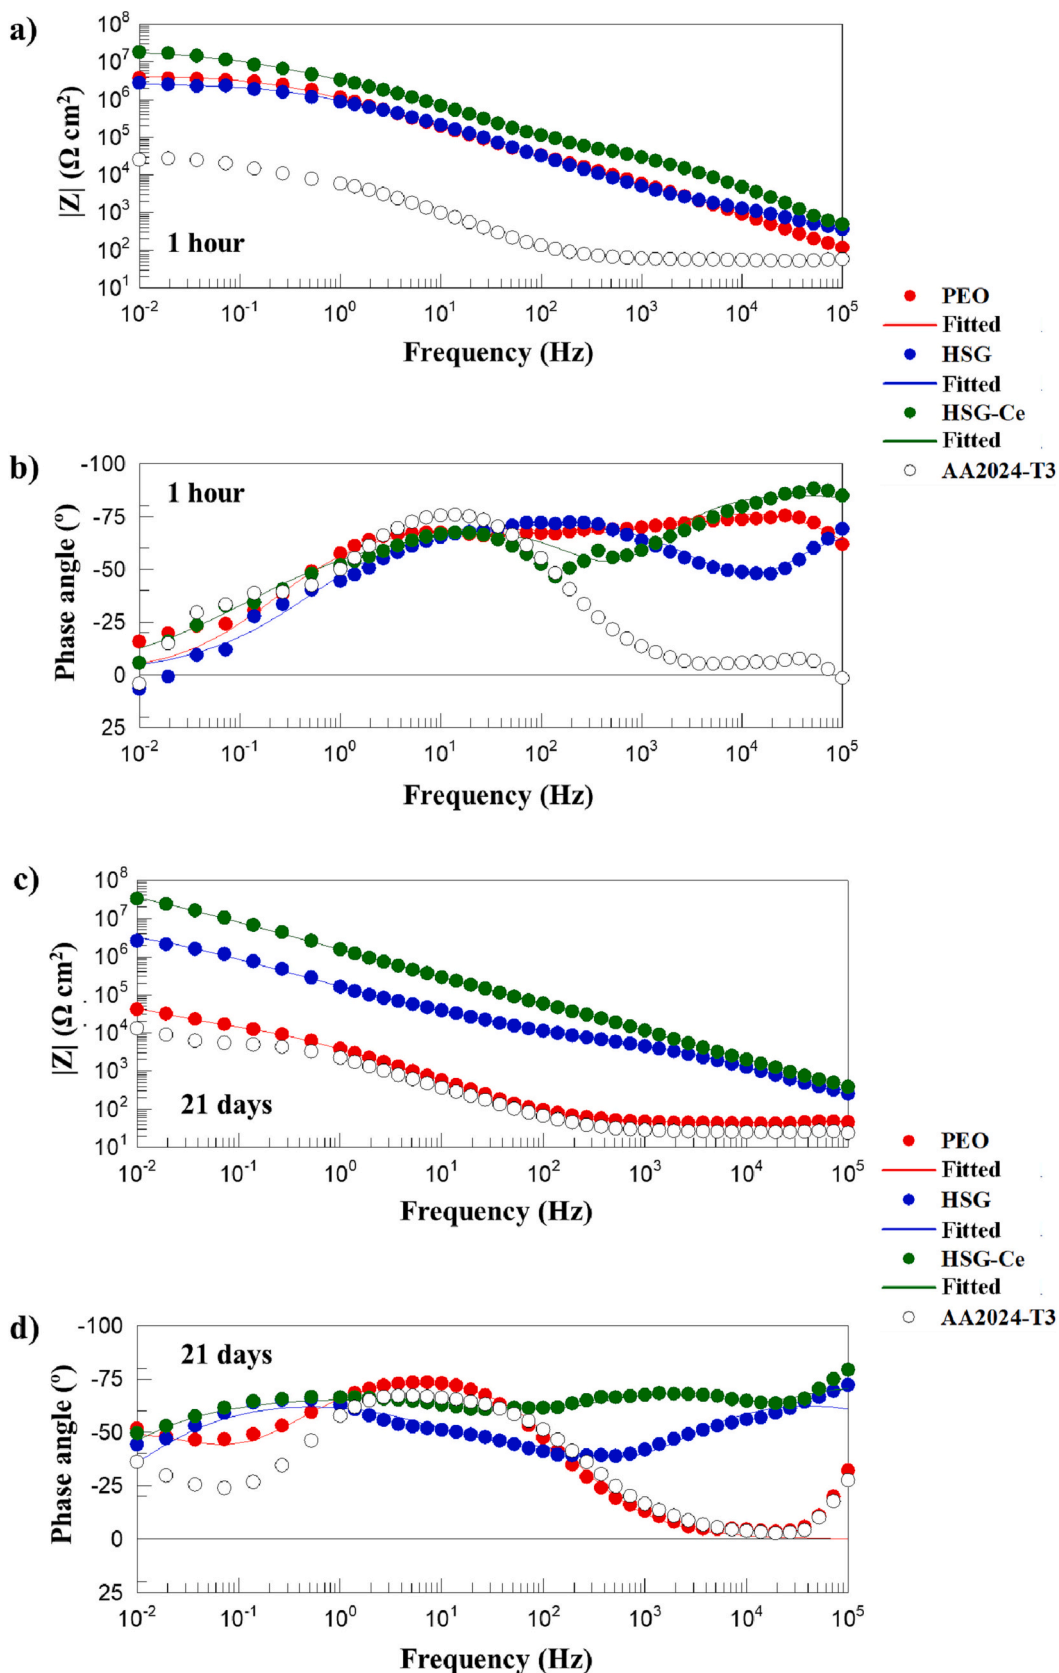 a)
10⁸
10⁷
10⁶
10⁵
10⁴
10³
10²
10¹
|Z| (Ω cm²)
1 hour
10⁻² 10⁻¹ 10⁰ 10¹ 10² 10³ 10⁴ 10⁵
Frequency (Hz)
PEO
Fitted
HSG
Fitted
HSG-Ce
Fitted
AA2024-T3
b)
-100
-75
-50
-25
0
25
Phase angle (º)
1 hour
10⁻² 10⁻¹ 10⁰ 10¹ 10² 10³ 10⁴ 10⁵
Frequency (Hz)
c)
10⁸
10⁷
10⁶
10⁵
10⁴
10³
10²
10¹
|Z| (Ω cm²)
21 days
10⁻² 10⁻¹ 10⁰ 10¹ 10² 10³ 10⁴ 10⁵
Frequency (Hz)
PEO
Fitted
HSG
Fitted
HSG-Ce
Fitted
AA2024-T3
d)
-100
-75
-50
-25
0
25
Phase angle (º)
21 days
10⁻² 10⁻¹ 10⁰ 10¹ 10² 10³ 10⁴ 10⁵
Frequency (Hz)